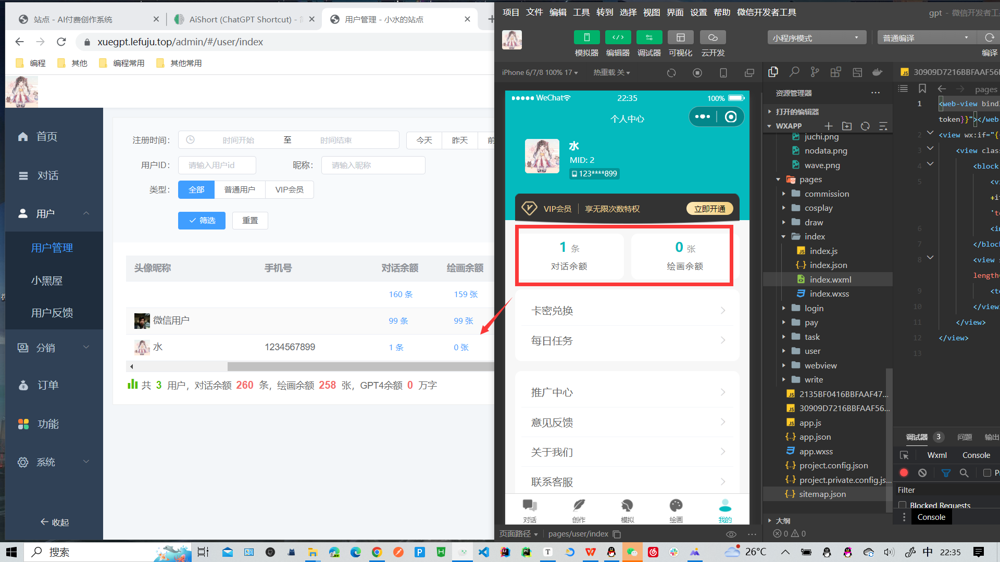 站点 - AI付费创作系统
AiShort (ChatGPT Shortcut) -
用户管理 - 小水的站点
xuegpt.lefuju.top/admin/#/user/index
编程
其他
编程常用
其他常用
首页
对话
用户
用户管理
小黑屋
用户反馈
分销
订单
功能
系统
收起
注册时间：
时间开始
至
时间结束
今天
昨天
前
用户ID：
请输入用户id
昵称：
请输入昵称
类型：
全部
普通用户
VIP会员
筛选
重置
头像昵称
手机号
对话余额
绘画余额
160 条
159 张
微信用户
99 条
99 张
水
1234567899
1 条
0 张
共 3 用户，对话余额 260 条，绘画余额 258 张，GPT4余额 0 万字
项目 文件 编辑 工具 转到 选择 视图 界面 设置 帮助 微信开发者工具
gpt - 微信开发者工
模拟器
编辑器
调试器
可视化
云开发
小程序模式
普通编译
编译
iPhone 6/7/8 100% 17
热重载 关
WeChat
22:35
100%
个人中心
水
MID: 2
123****899
VIP会员
享无限次数特权
立即开通
1 条
对话余额
0 张
绘画余额
卡密兑换
每日任务
推广中心
意见反馈
关于我们
联系客服
对话
创作
模拟
绘画
我的
页面路径
pages/user/index
资源管理器
打开的编辑器
WXAPP
juchi.png
nodata.png
wave.png
pages
commission
cosplay
draw
index
index.js
index.json
index.wxml
index.wxss
login
pay
task
user
webview
write
2135BF0416BBFAAF47...
30909D7216BBFAAF56...
app.js
app.json
app.wxss
project.config.json
project.private.config.js...
sitemap.json
大纲
0
0
30909D7216BBFAAF56
pages
1
<web-view bind
token}}"></web-
2
<view wx:if="{
3
<view clas
4
<block
5
<v
+i
't
6
<i
7
</bloc
8
<view
length=
9
<t
10
</view
11
</view>
12
</view>
13
调试器
3
问题
输出
Wxml
Console
Filter
Blocked Requests
Console
搜索
26°C
中
22:35